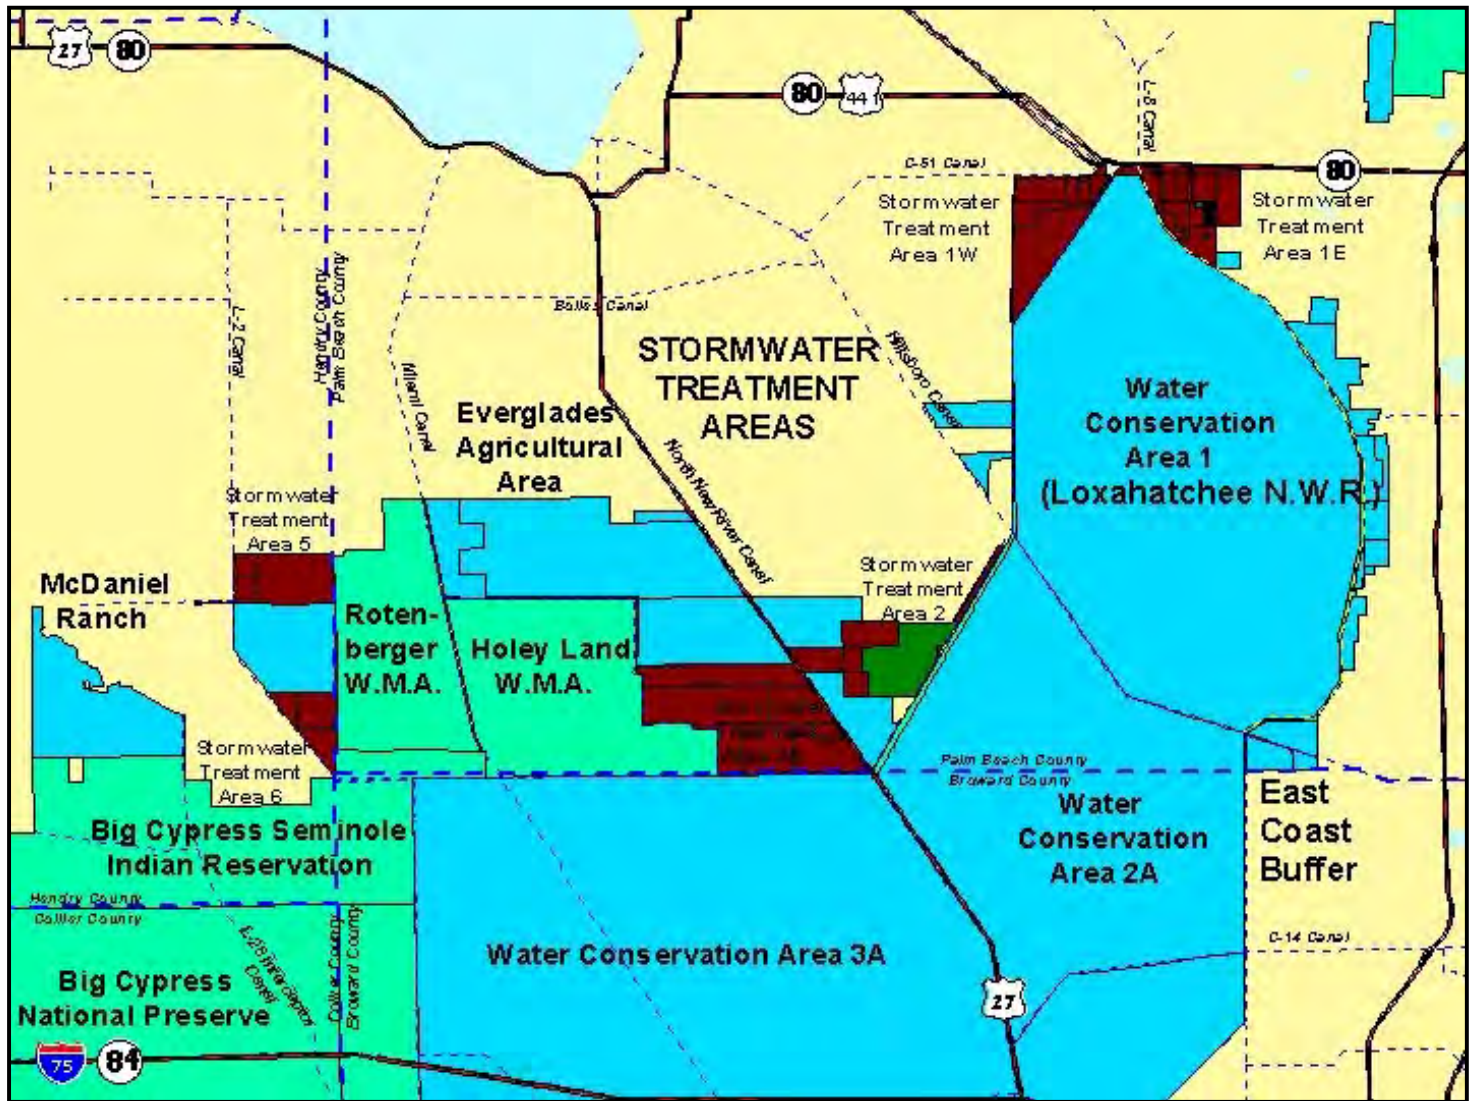 27
80
80
441
L-8 Canal
C-51 Canal
80
Stormwater
Treatment
Area 1W
Stormwater
Treatment
Area 1E
Hendry County
Palm Beach County
L-2 Canal
Bolles Canal
Miami Canal
Hillsboro Canal
STORMWATER
TREATMENT
AREAS
Everglades
Agricultural
Area
North New River Canal
Water
Conservation
Area 1
(Loxahatchee N.W.R.)
Stormwater
Treatment
Area 5
Stormwater
Treatment
Area 2
McDaniel
Ranch
Roten-
berger
W.M.A.
Holey Land
W.M.A.
Stormwater
Treatment
Area 6
Palm Beach County
Broward County
Water
Conservation
Area 2A
East
Coast
Buffer
Big Cypress Seminole
Indian Reservation
Hendry County
Collier County
Collier County
Broward County
Canal
Water Conservation Area 3A
C-14 Canal
Big Cypress
National Preserve
27
75
84